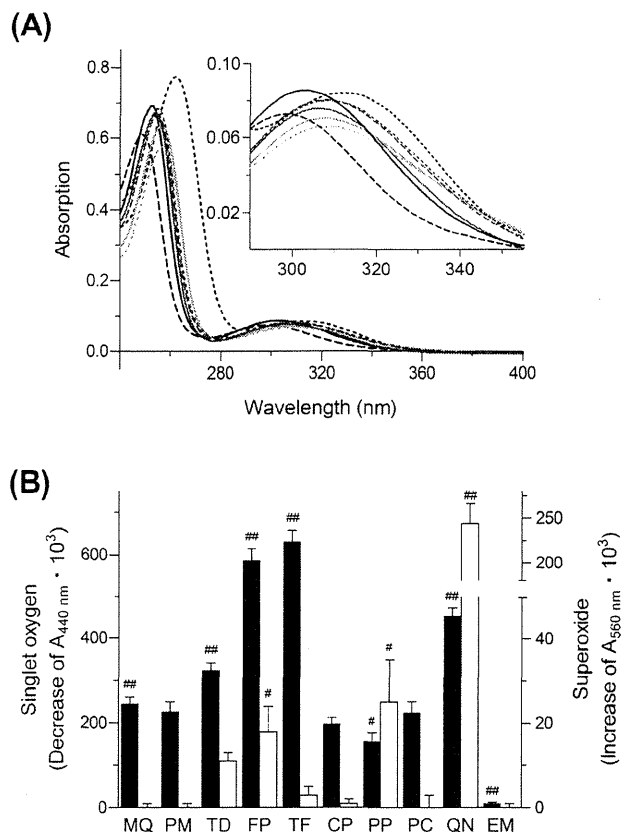 (A)
0.8
0.6
0.4
0.2
0.0
Absorption
0.10
0.06
0.02
300 320 340
280 320 360 400
Wavelength (nm)
(B)
Singlet oxygen
(Decrease of A440 nm · 10³)
600
400
200
0
Superoxide
(Increase of A560 nm · 10³)
250
200
40
20
0
##
##
##
#
##
#
#
##
##
##
MQ PM TD FP TF CP PP PC QN EM